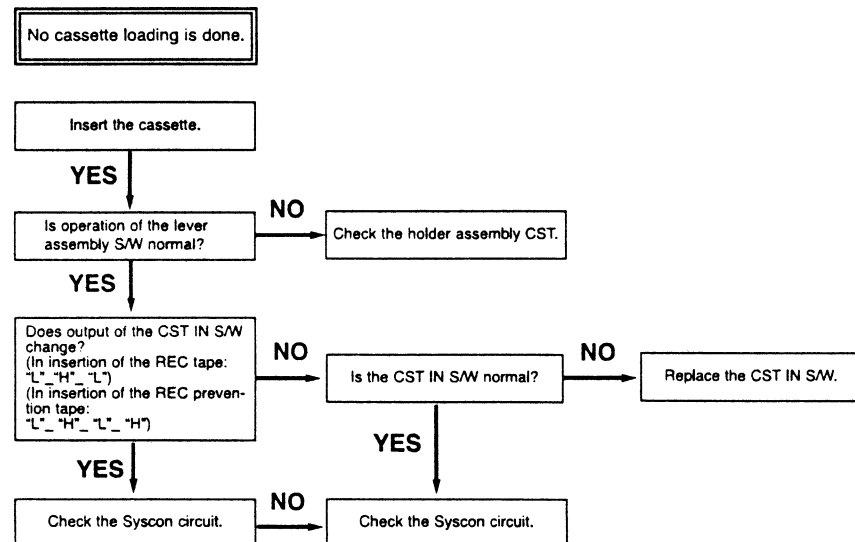 No cassette loading is done.
Insert the cassette.
YES
Is operation of the lever
assembly S/W normal?
NO
Check the holder assembly CST.
YES
Does output of the CST IN S/W
change?
(In insertion of the REC tape:
"L"_"H"_ "L")
(In insertion of the REC preven-
tion tape:
"L"_ "H"_ "L"_ "H")
NO
Is the CST IN S/W normal?
NO
Replace the CST IN S/W.
YES
YES
Check the Syscon circuit.
NO
Check the Syscon circuit.